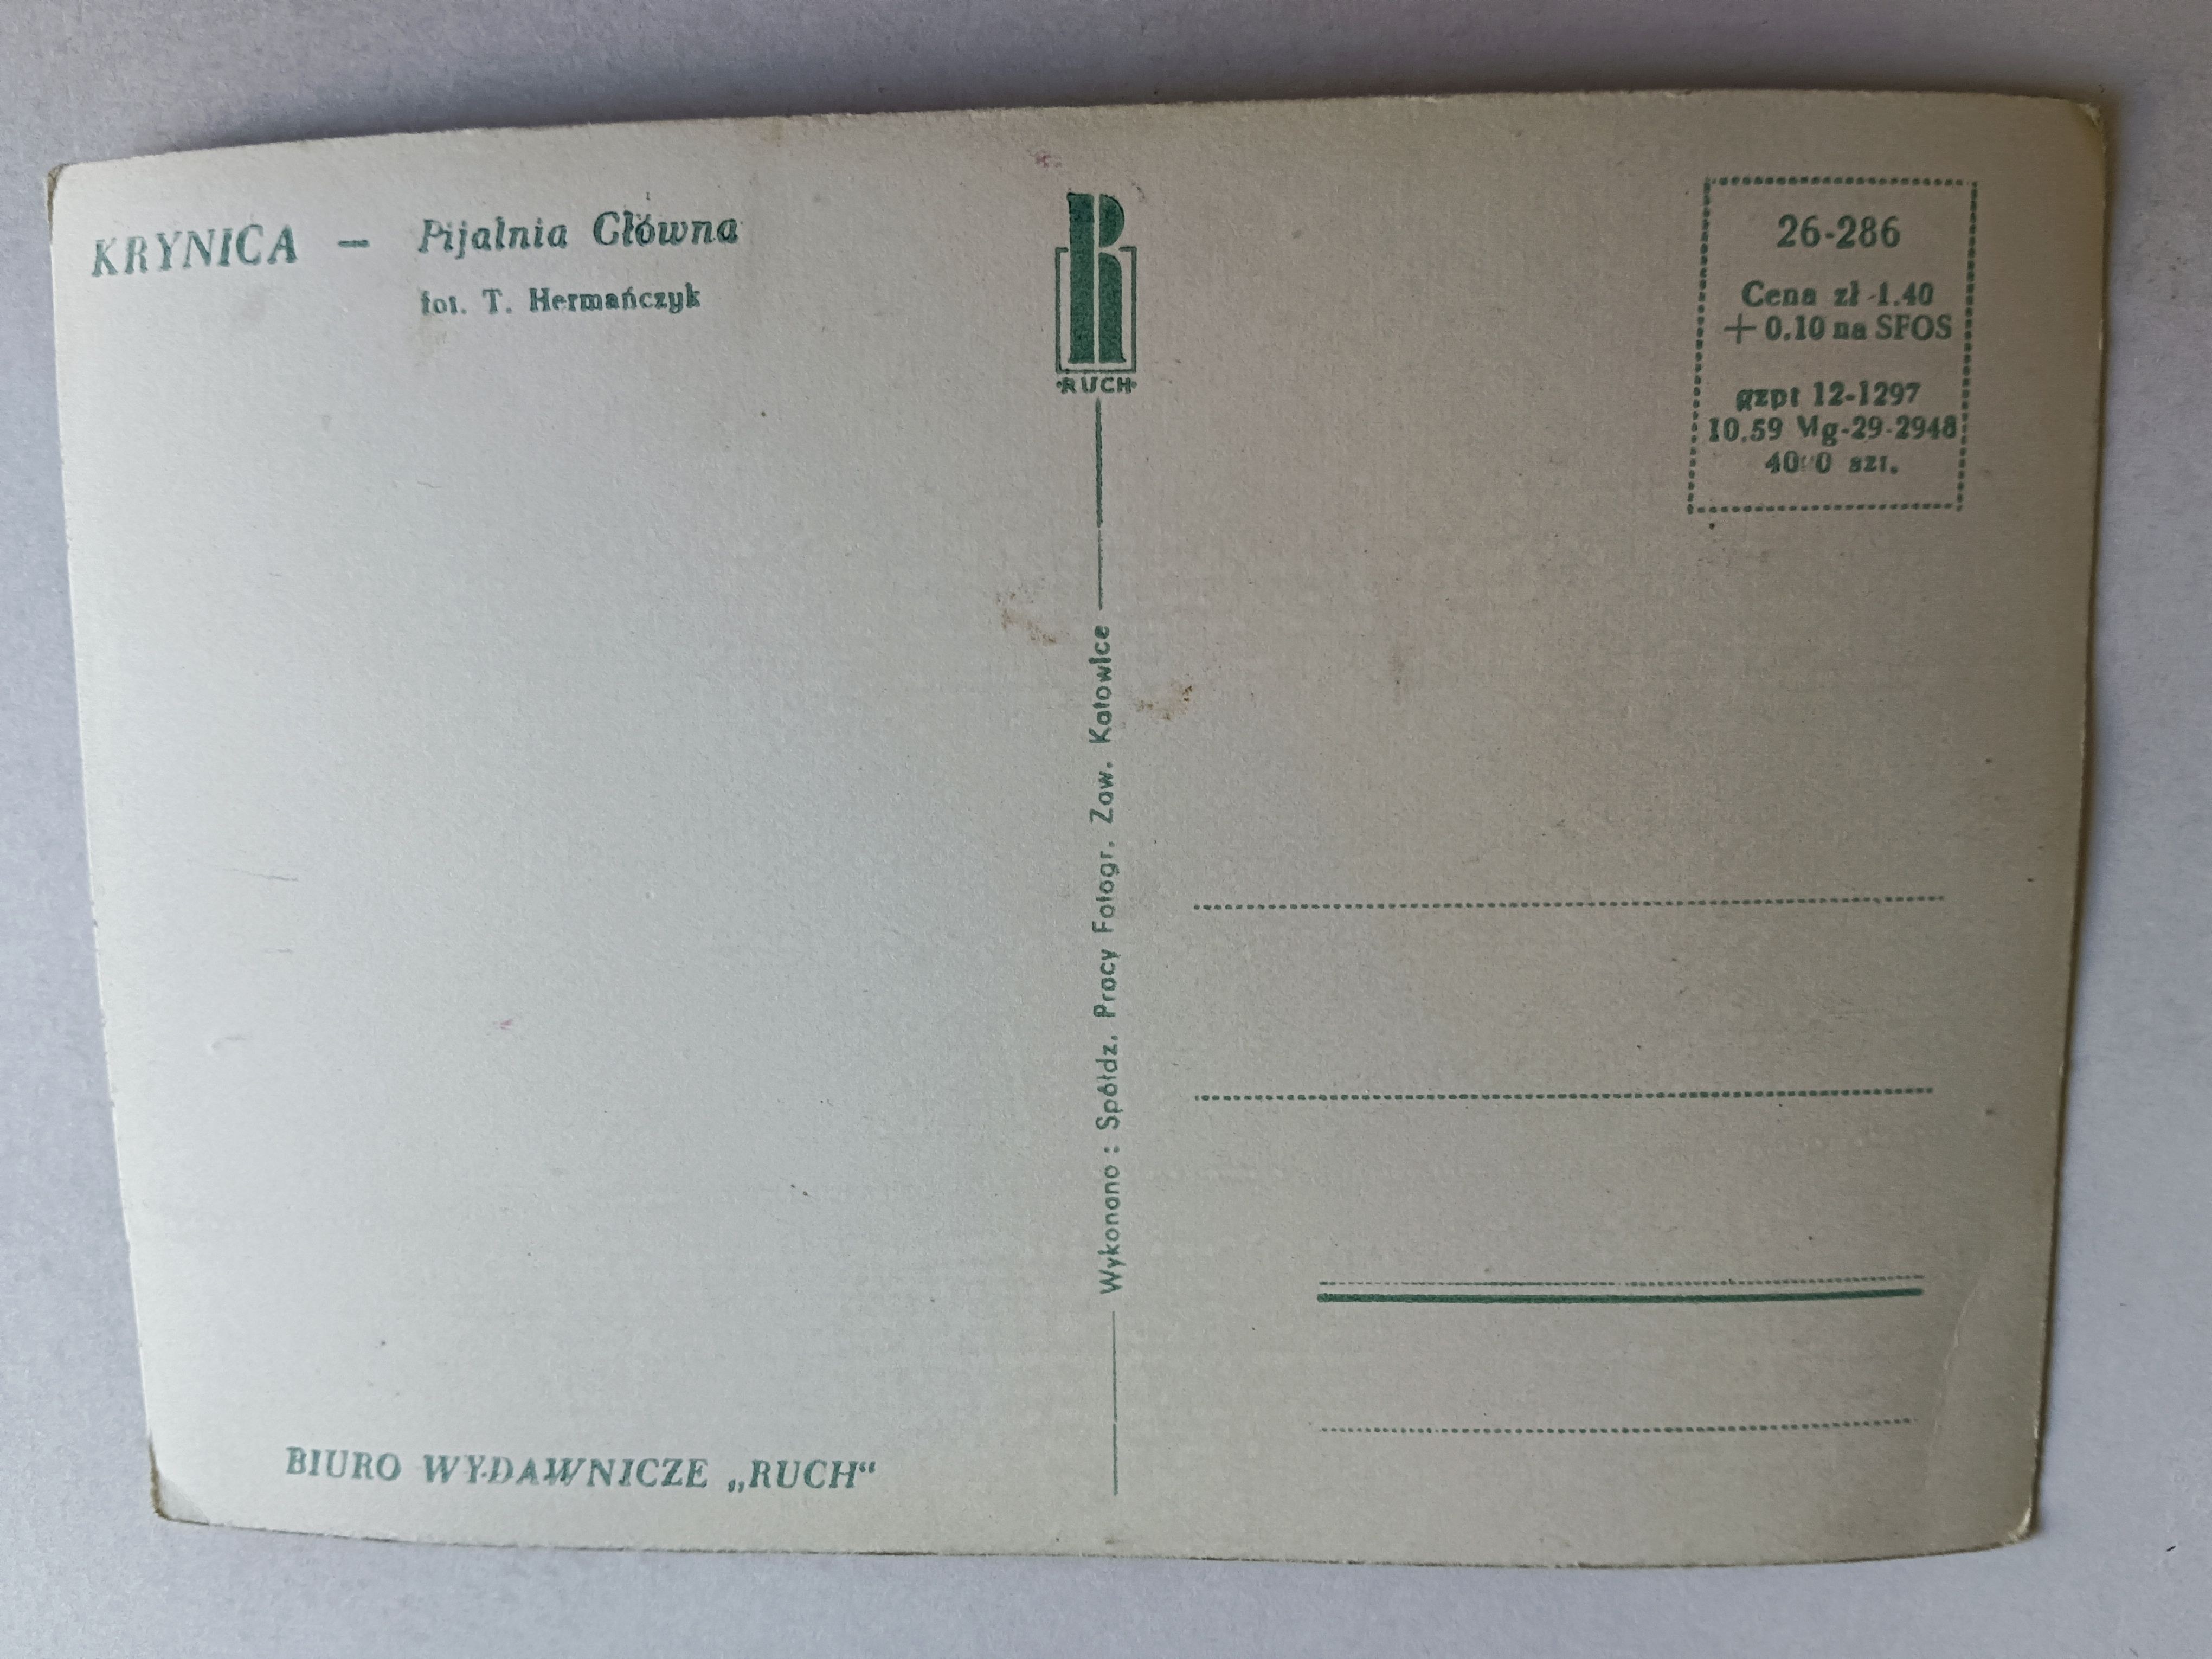 KRYNICA — Pijalnia Główna
fot. T. Hermańczyk
RUCH
26-286
Cena zł 1.40
+ 0.10 na SFOS
gzpt 12-1297
10.59 Mg-29-2948
szt.
Wykonano: Spółdz. Pracy Fotogr. Zaw. Katowice
BIURO WYDAWNICZE „RUCH“